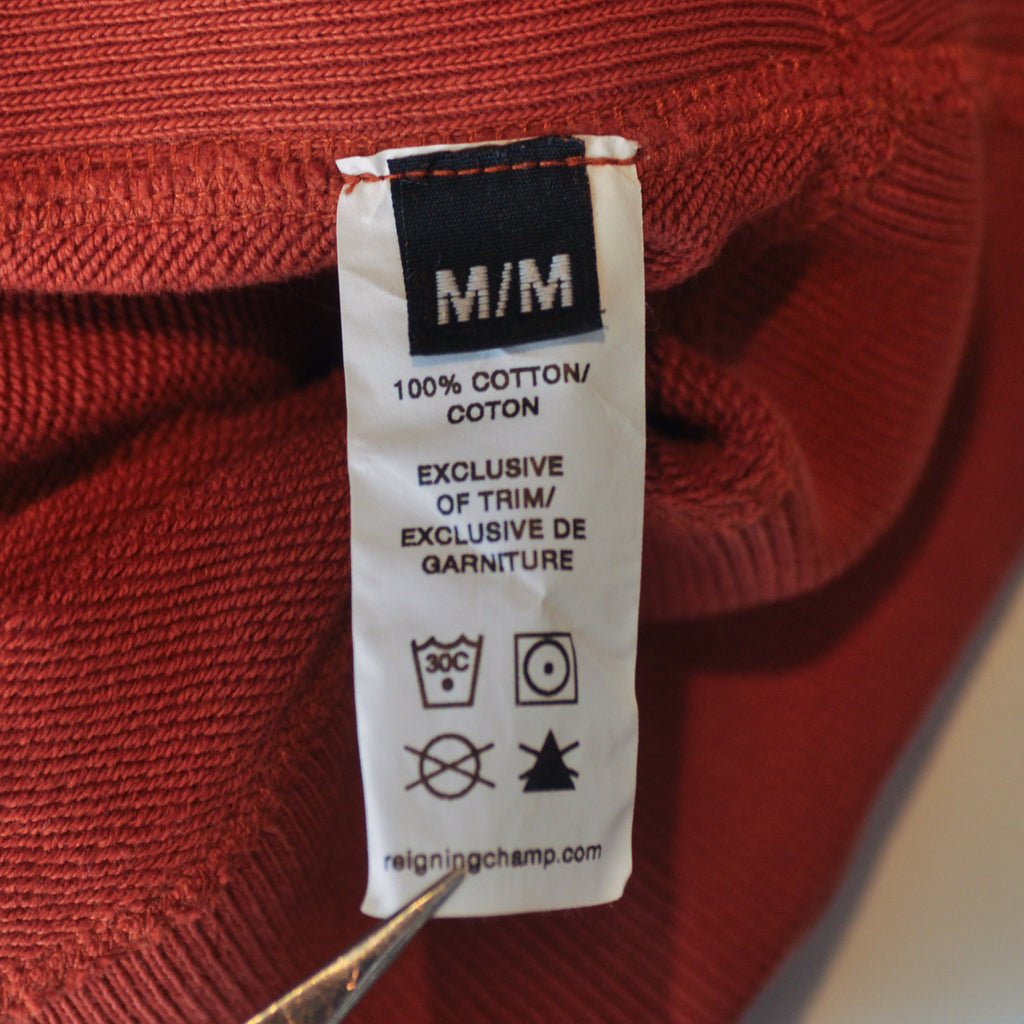 M/M
100% COTTON/
COTON
EXCLUSIVE
OF TRIM/
EXCLUSIVE DE
GARNITURE
30C
reigningchamp.com